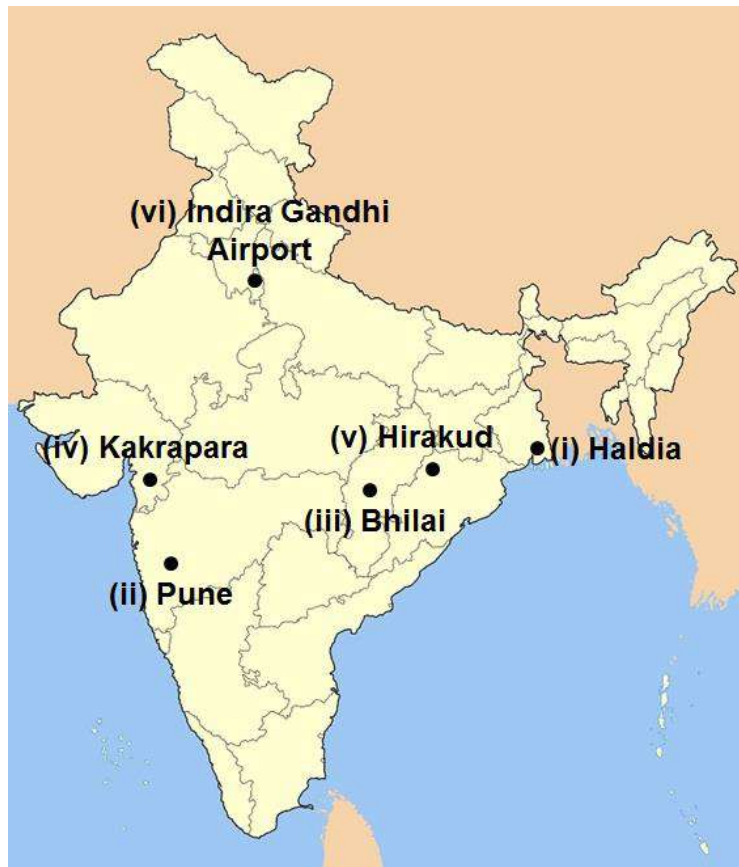 (vi) Indira Gandhi
Airport
(iv) Kakrapara
(v) Hirakud
(i) Haldia
(iii) Bhilai
(ii) Pune